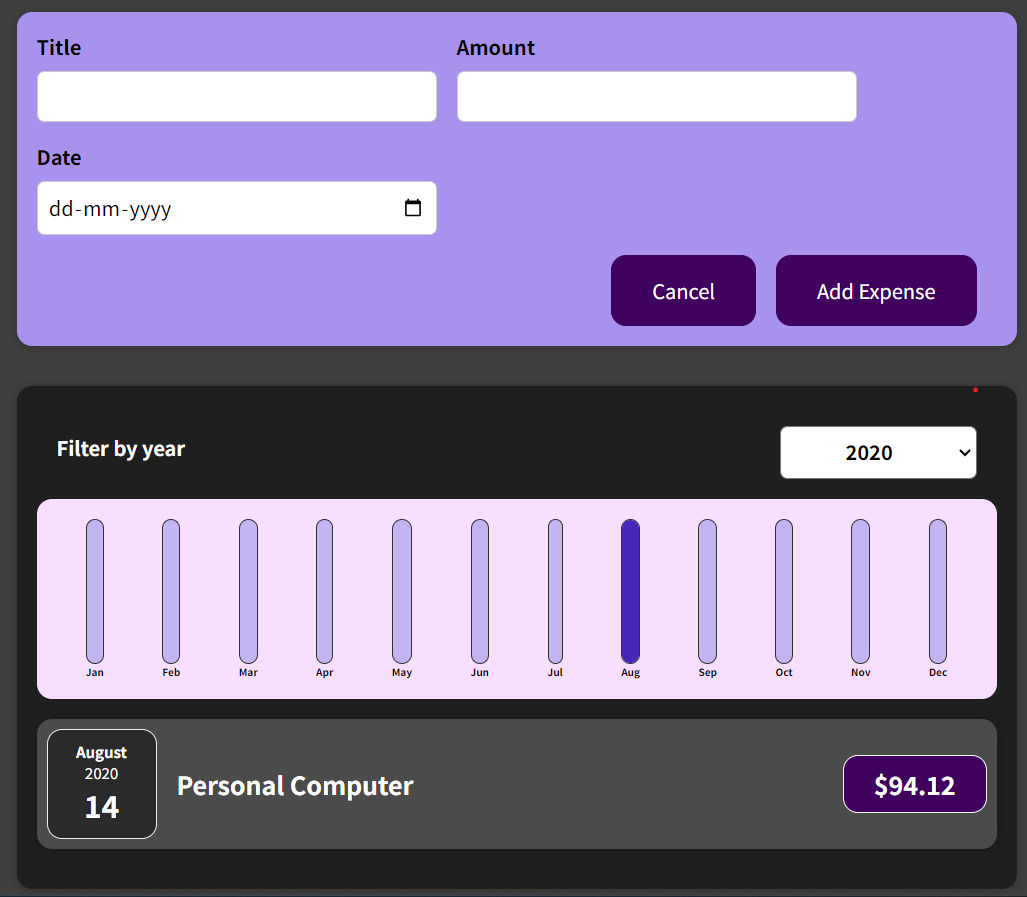 Title Amount
Date
dd-mm-yyyy
Cancel Add Expense
Filter by year 2020
Jan Feb Mar Apr May Jun Jul Aug Sep Oct Nov Dec
August
2020
14
Personal Computer
$94.12